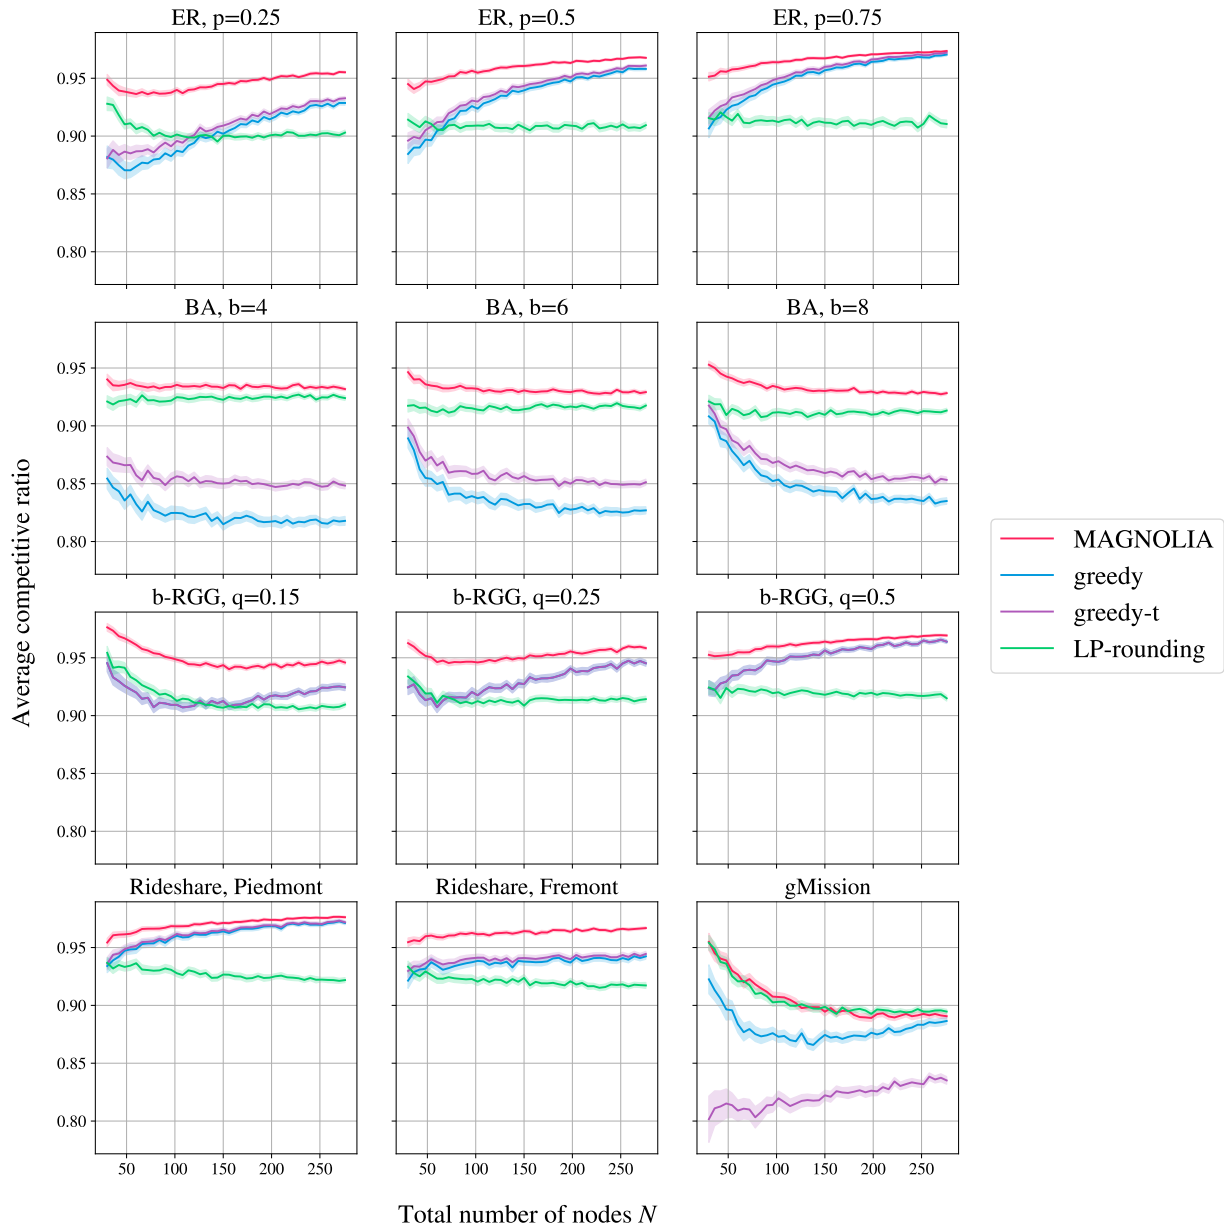 ER, p=0.25
ER, p=0.5
ER, p=0.75
0.95
0.90
0.85
0.80
BA, b=4
BA, b=6
BA, b=8
0.95
0.90
0.85
0.80
b-RGG, q=0.15
b-RGG, q=0.25
b-RGG, q=0.5
0.95
0.90
0.85
0.80
Rideshare, Piedmont
Rideshare, Fremont
gMission
0.95
0.90
0.85
0.80
50 100 150 200 250
50 100 150 200 250
50 100 150 200 250
Average competitive ratio
Total number of nodes N
MAGNOLIA
greedy
greedy-t
LP-rounding